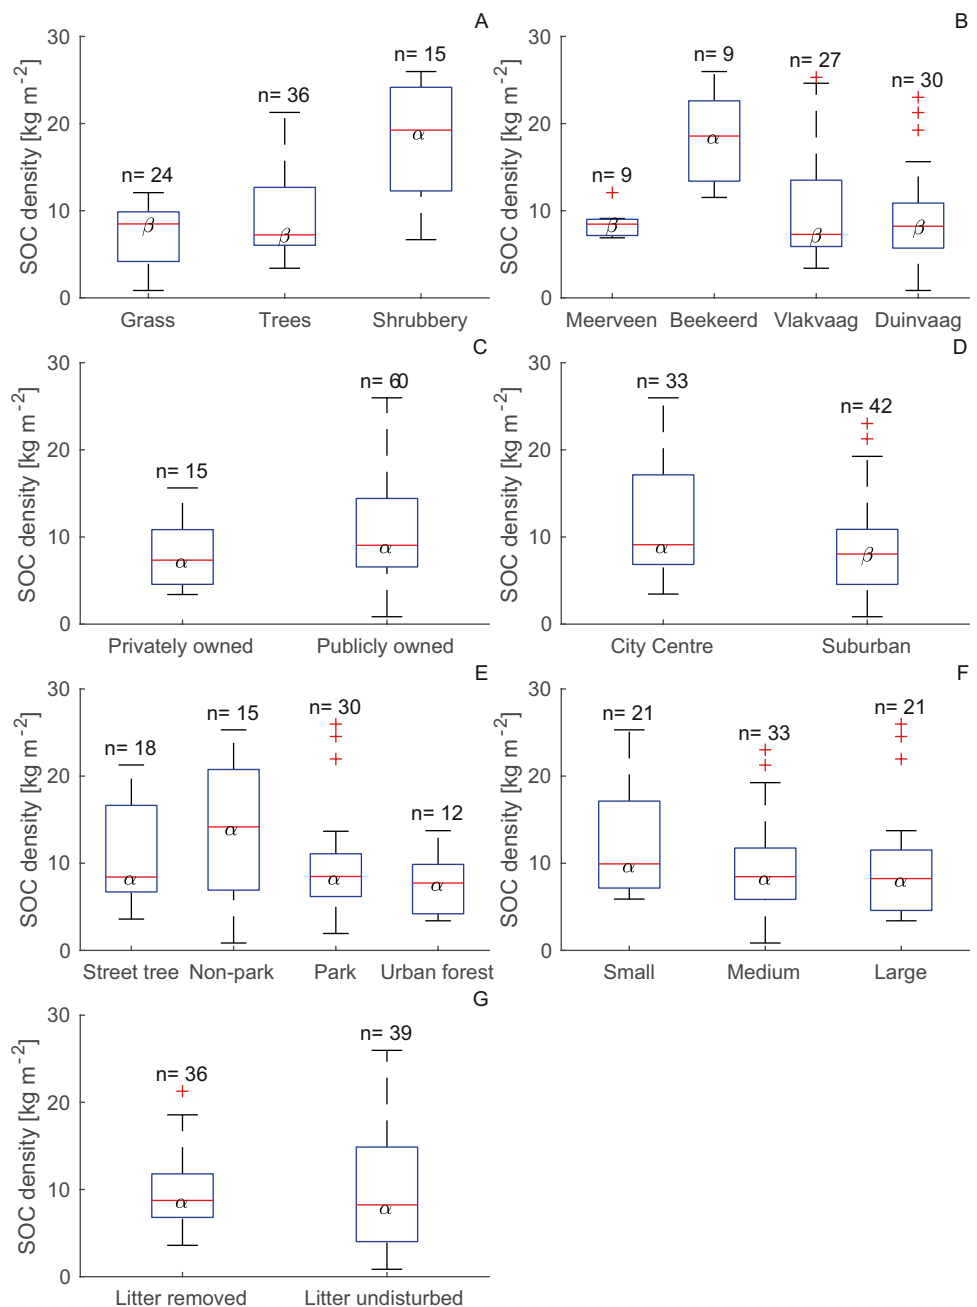 A
SOC density [kg m⁻²]
30
20
10
0
n= 24
n= 36
n= 15
β
β
α
Grass
Trees
Shrubbery
B
SOC density [kg m⁻²]
30
20
10
0
n= 9
n= 9
n= 27
n= 30
β
α
β
β
Meerveen
Beekeerd
Vlakvaag
Duinvaag
C
SOC density [kg m⁻²]
30
20
10
0
n= 15
n= 60
α
α
Privately owned
Publicly owned
D
SOC density [kg m⁻²]
30
20
10
0
n= 33
n= 42
α
β
City Centre
Suburban
E
SOC density [kg m⁻²]
30
20
10
0
n= 18
n= 15
n= 30
n= 12
α
α
α
α
Street tree
Non-park
Park
Urban forest
F
SOC density [kg m⁻²]
30
20
10
0
n= 21
n= 33
n= 21
α
α
α
Small
Medium
Large
G
SOC density [kg m⁻²]
30
20
10
0
n= 36
n= 39
α
α
Litter removed
Litter undisturbed